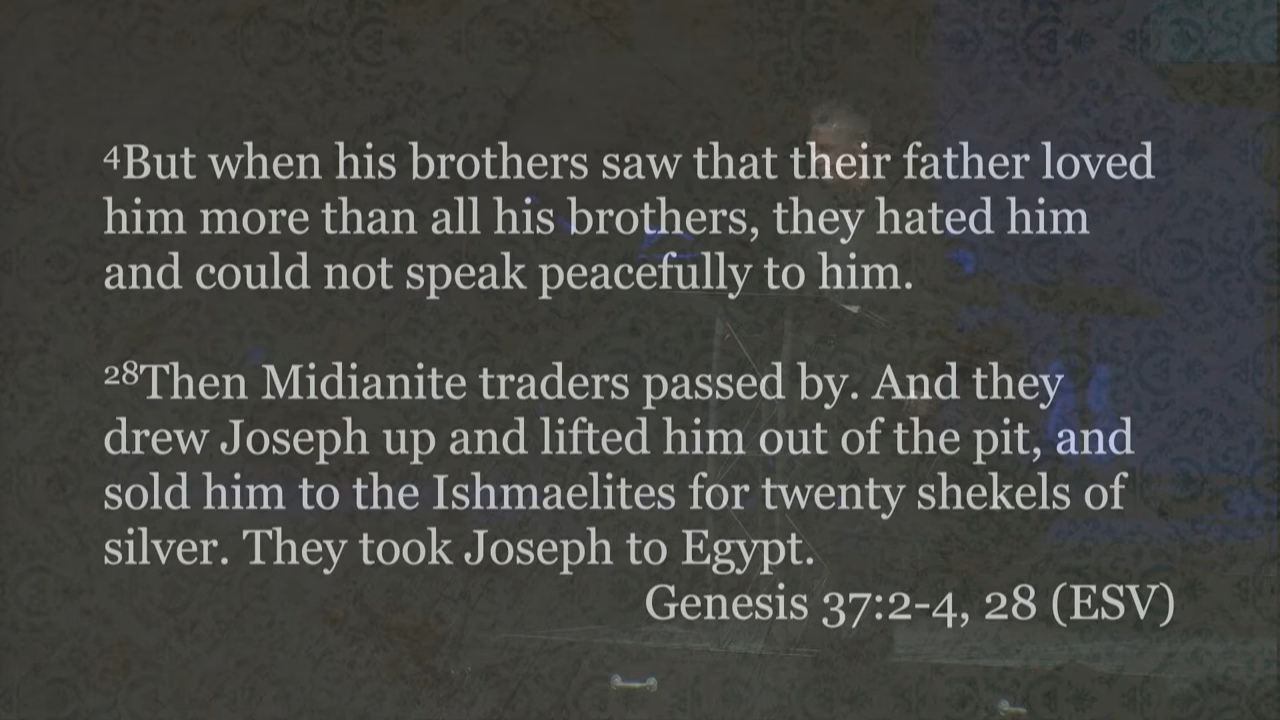 ⁴But when his brothers saw that their father loved
him more than all his brothers, they hated him
and could not speak peacefully to him.
²⁸Then Midianite traders passed by. And they
drew Joseph up and lifted him out of the pit, and
sold him to the Ishmaelites for twenty shekels of
silver. They took Joseph to Egypt.
Genesis 37:2-4, 28 (ESV)